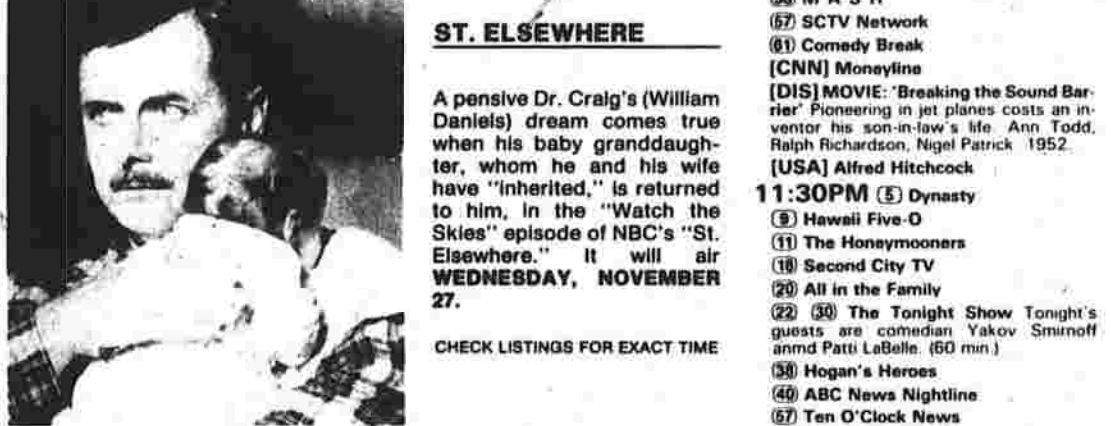 ST. ELSEWHERE
A pensive Dr. Craig's (William
Daniels) dream comes true
when his baby granddaugh-
ter, whom he and his wife
have "inherited," is returned
to him, in the "Watch the
Skies" episode of NBC's "St.
Elsewhere." It will air
WEDNESDAY, NOVEMBER
27.
CHECK LISTINGS FOR EXACT TIME
M*A*S*H
(57) SCTV Network
(61) Comedy Break
[CNN] Moneyline
[DIS] MOVIE: 'Breaking the Sound Bar-
rier' Pioneering in jet planes costs an in-
ventor his son-in-law's life Ann Todd,
Ralph Richardson, Nigel Patrick 1952.
[USA] Alfred Hitchcock
11:30PM (5) Dynasty
(9) Hawaii Five-O
(11) The Honeymooners
(18) Second City TV
(20) All in the Family
(22) (30) The Tonight Show Tonight's
guests are comedian Yakov Smirnoff
anmd Patti LaBelle. (60 min.)
(38) Hogan's Heroes
(40) ABC News Nightline
(57) Ten O'Clock News